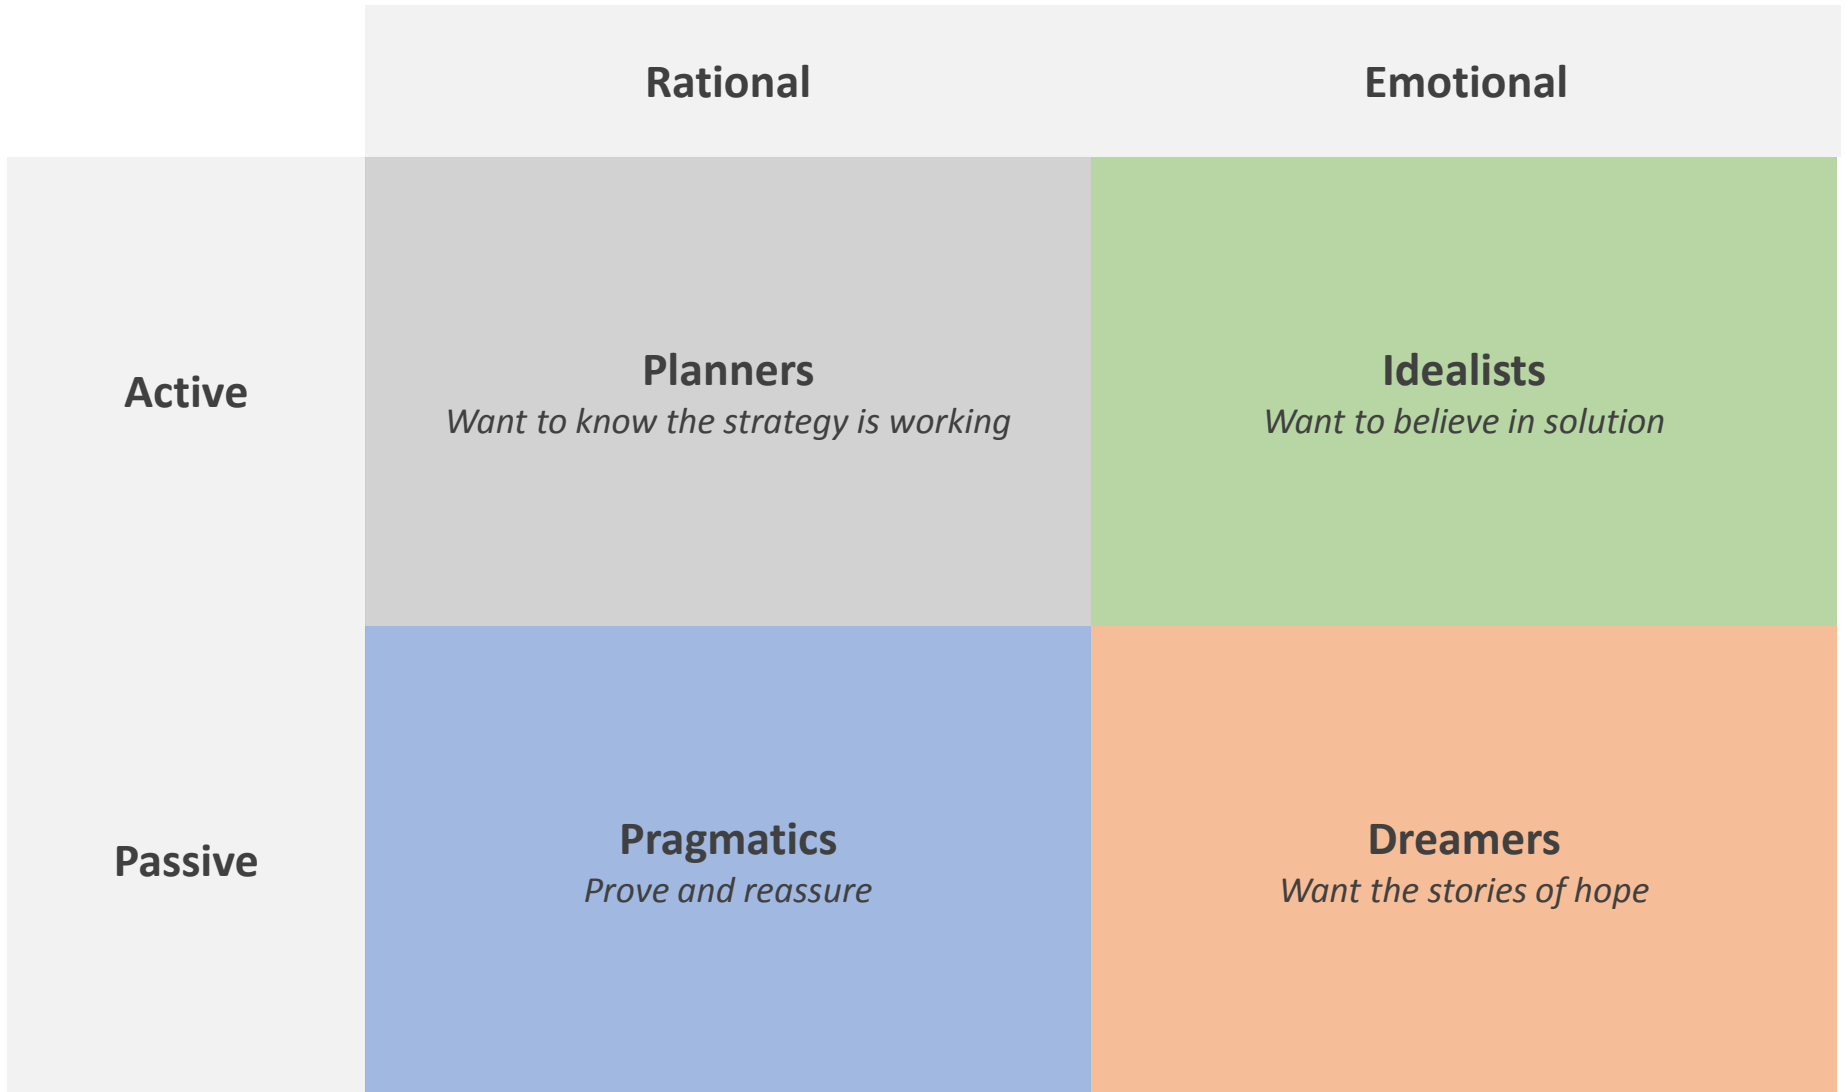 Rational
Emotional
Active
Planners
Want to know the strategy is working
Idealists
Want to believe in solution
Passive
Pragmatics
Prove and reassure
Dreamers
Want the stories of hope